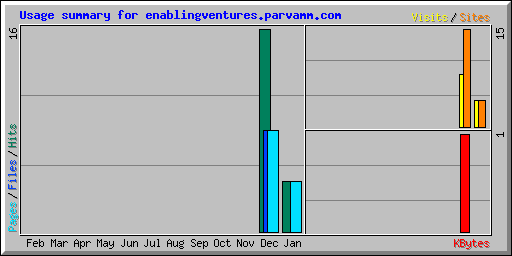 Usage summary for enablingventures.parvamm.com
Visits/Sites
16
15
Pages/Files/Hits
1
Feb Mar Apr May Jun Jul Aug Sep Oct Nov Dec Jan
KBytes